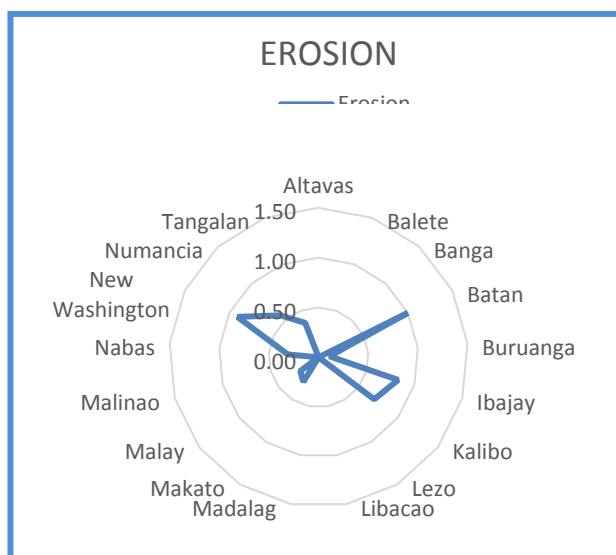 EROSION
Erosion
Altavas
1.50
Tangalan
Balete
Numancia
Banga
1.00
New
Washington
Batan
0.50
Nabas
Buruanga
0.00
Malinao
Ibajay
Malay
Kalibo
Makato
Lezo
Madalag
Libacao